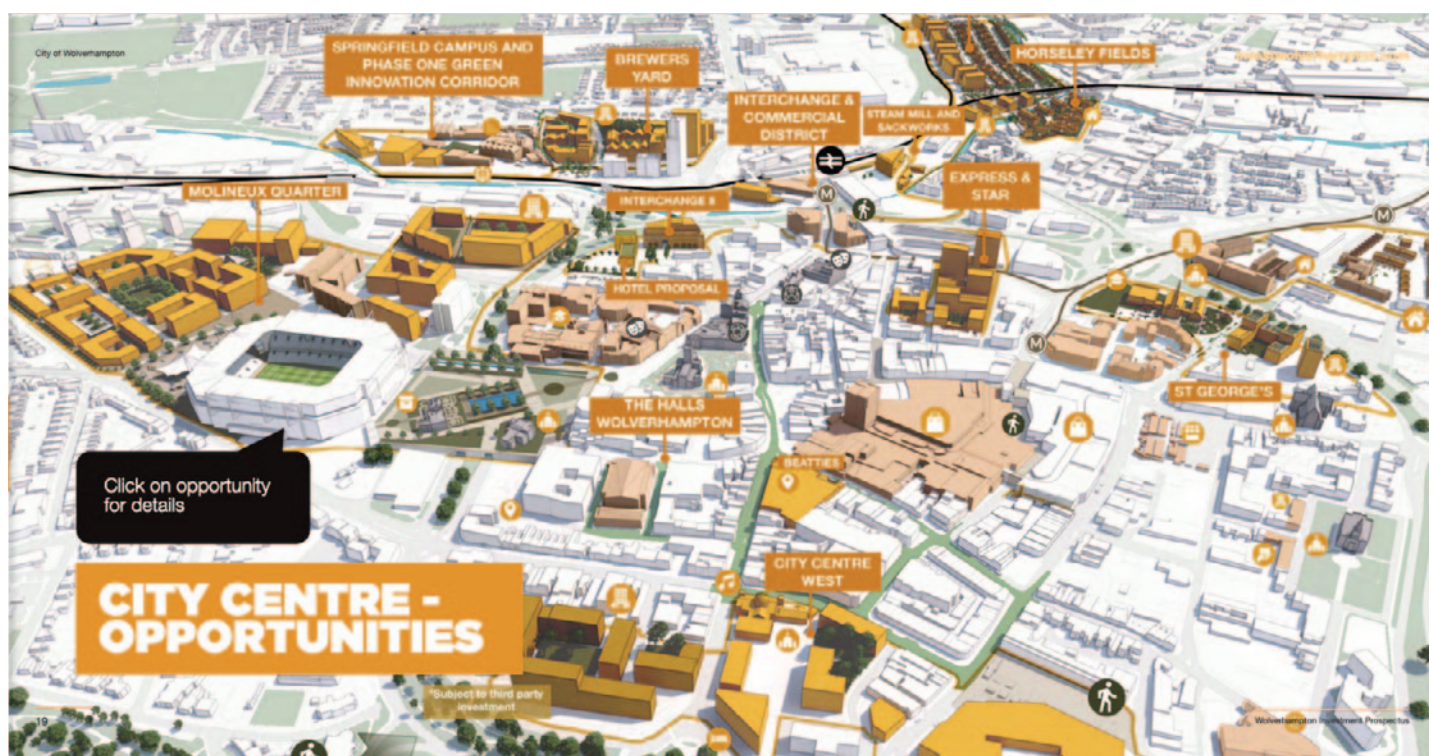 City of Wolverhampton
SPRINGFIELD CAMPUS AND
PHASE ONE GREEN
INNOVATION CORRIDOR
BREWERS
YARD
HORSELEY FIELDS
INTERCHANGE &
COMMERCIAL
DISTRICT
STEAM MILL AND
SACKWORKS
EXPRESS &
STAR
MOLINEUX QUARTER
INTERCHANGE 8
M
M
HOTEL PROPOSAL
M
ST GEORGE'S
THE HALLS
WOLVERHAMPTON
BEATTIES
Click on opportunity
for details
CITY CENTRE
WEST
CITY CENTRE -
OPPORTUNITIES
*Subject to third party
investment
19
Wolverhampton Investment Prospectus